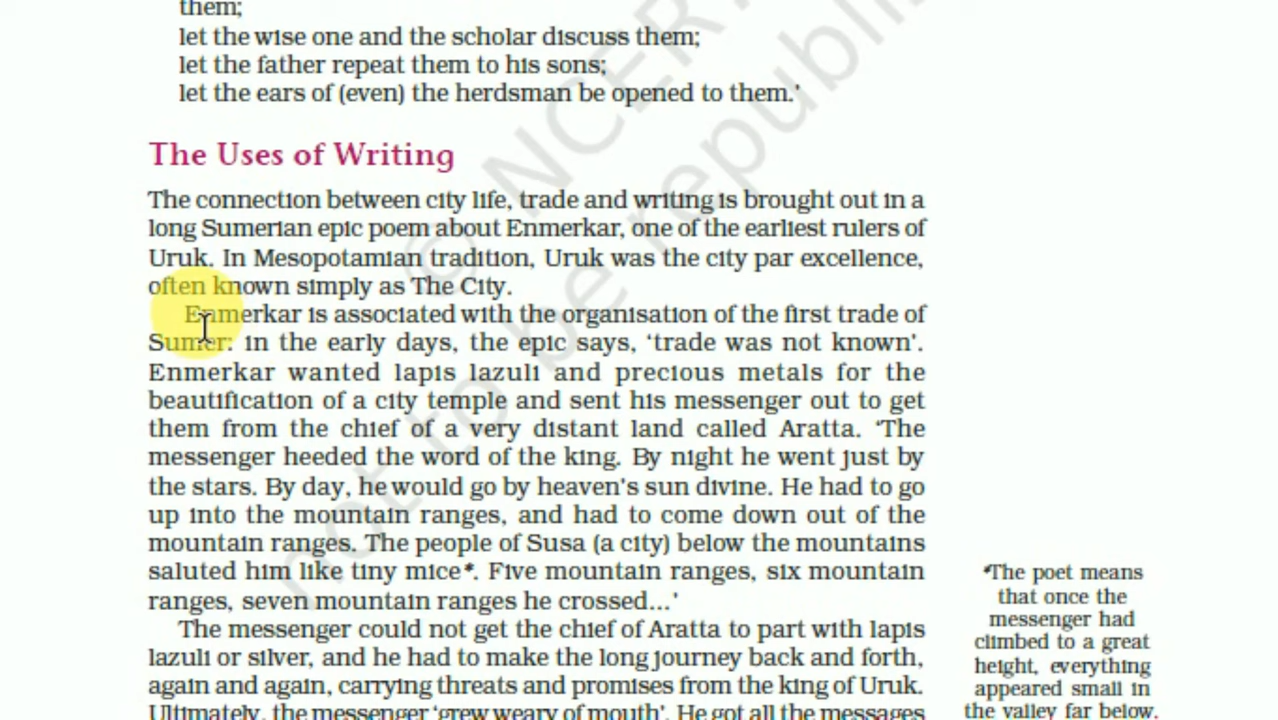 them;
let the wise one and the scholar discuss them;
let the father repeat them to his sons;
let the ears of (even) the herdsman be opened to them.'
The Uses of Writing
The connection between city life, trade and writing is brought out in a
long Sumerian epic poem about Enmerkar, one of the earliest rulers of
Uruk. In Mesopotamian tradition, Uruk was the city par excellence,
often known simply as The City.
Enmerkar is associated with the organisation of the first trade of
Sumer: in the early days, the epic says, ‘trade was not known’.
Enmerkar wanted lapis lazuli and precious metals for the
beautification of a city temple and sent his messenger out to get
them from the chief of a very distant land called Aratta. ‘The
messenger heeded the word of the king. By night he went just by
the stars. By day, he would go by heaven’s sun divine. He had to go
up into the mountain ranges, and had to come down out of the
mountain ranges. The people of Susa (a city) below the mountains
saluted him like tiny mice*. Five mountain ranges, six mountain
ranges, seven mountain ranges he crossed...’
The messenger could not get the chief of Aratta to part with lapis
lazuli or silver, and he had to make the long journey back and forth,
again and again, carrying threats and promises from the king of Uruk.
Ultimately, the messenger ‘grew weary of mouth’. He got all the messages
*The poet means
that once the
messenger had
climbed to a great
height, everything
appeared small in
the valley far below.
© NCERT
not to be republi